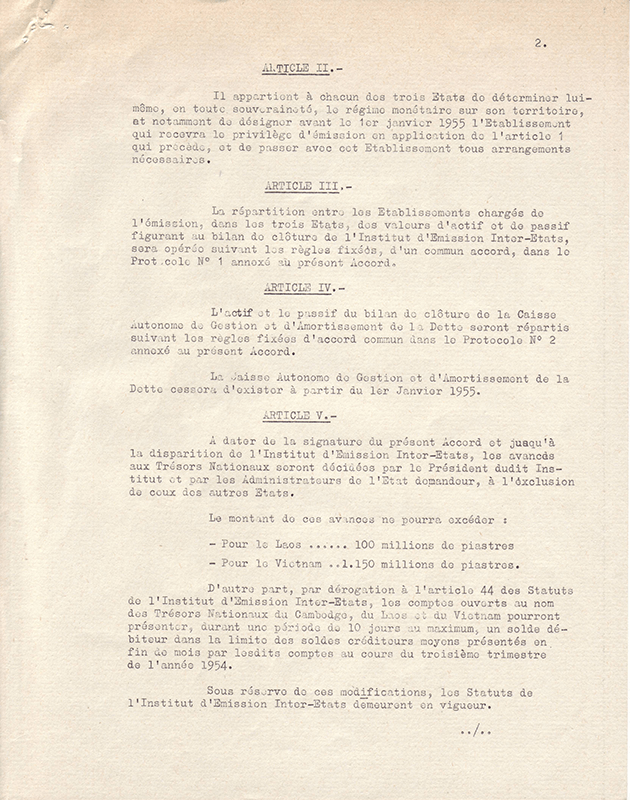 2.
ARTICLE II.-
Il appartient à chacun des trois Etats de déterminer lui-
même, en toute souveraineté, le régime monétaire sur son territoire,
et notamment de désigner avant le 1er janvier 1955 l'Etablissement
qui recevra le privilège d'émission en application de l'article 1
qui précède, et de passer avec cet Etablissement tous arrangements
nécessaires.
ARTICLE III.-
La répartition entre les Etablissements chargés de
l'émission, dans les trois Etats, des valeurs d'actif et de passif
figurant au bilan de clôture de l'Institut d'Emission Inter-Etats,
sera opérée suivant les règles fixées, d'un commun accord, dans le
Protocole N° 1 annexé au présent Accord.
ARTICLE IV.-
L'actif et le passif du bilan de clôture de la Caisse
Autonome de Gestion et d'Amortissement de la Dette seront répartis
suivant les règles fixées d'accord commun dans le Protocole N° 2
annexé au présent Accord.
La Caisse Autonome de Gestion et d'Amortissement de la
Dette cessera d'exister à partir du 1er Janvier 1955.
ARTICLE V.-
A dater de la signature du présent Accord et jusqu'à
la disparition de l'Institut d'Emission Inter-Etats, les avances
aux Trésors Nationaux seront décidées par le Président dudit Ins-
titut et par les Administrateurs de l'Etat demandeur, à l'éxclusion
de ceux des autres Etats.
Le montant de ces avances ne pourra excéder :
- Pour le Laos ...... 100 millions de piastres
- Pour le Vietnam ..1.150 millions de piastres.
D'autre part, par dérogation à l'article 44 des Statuts
de l'Institut d'Emission Inter-Etats, les comptes ouverts au nom
des Trésors Nationaux du Cambodge, du Laos et du Vietnam pourront
présenter, durant une période de 10 jours au maximum, un solde dé-
biteur dans la limite des soldes créditeurs moyens présentés en
fin de mois par lesdits comptes au cours du troisième trimestre
de l'année 1954.
Sous réserve de ces modifications, les Statuts de
l'Institut d'Emission Inter-Etats demeurent en vigueur.
../..